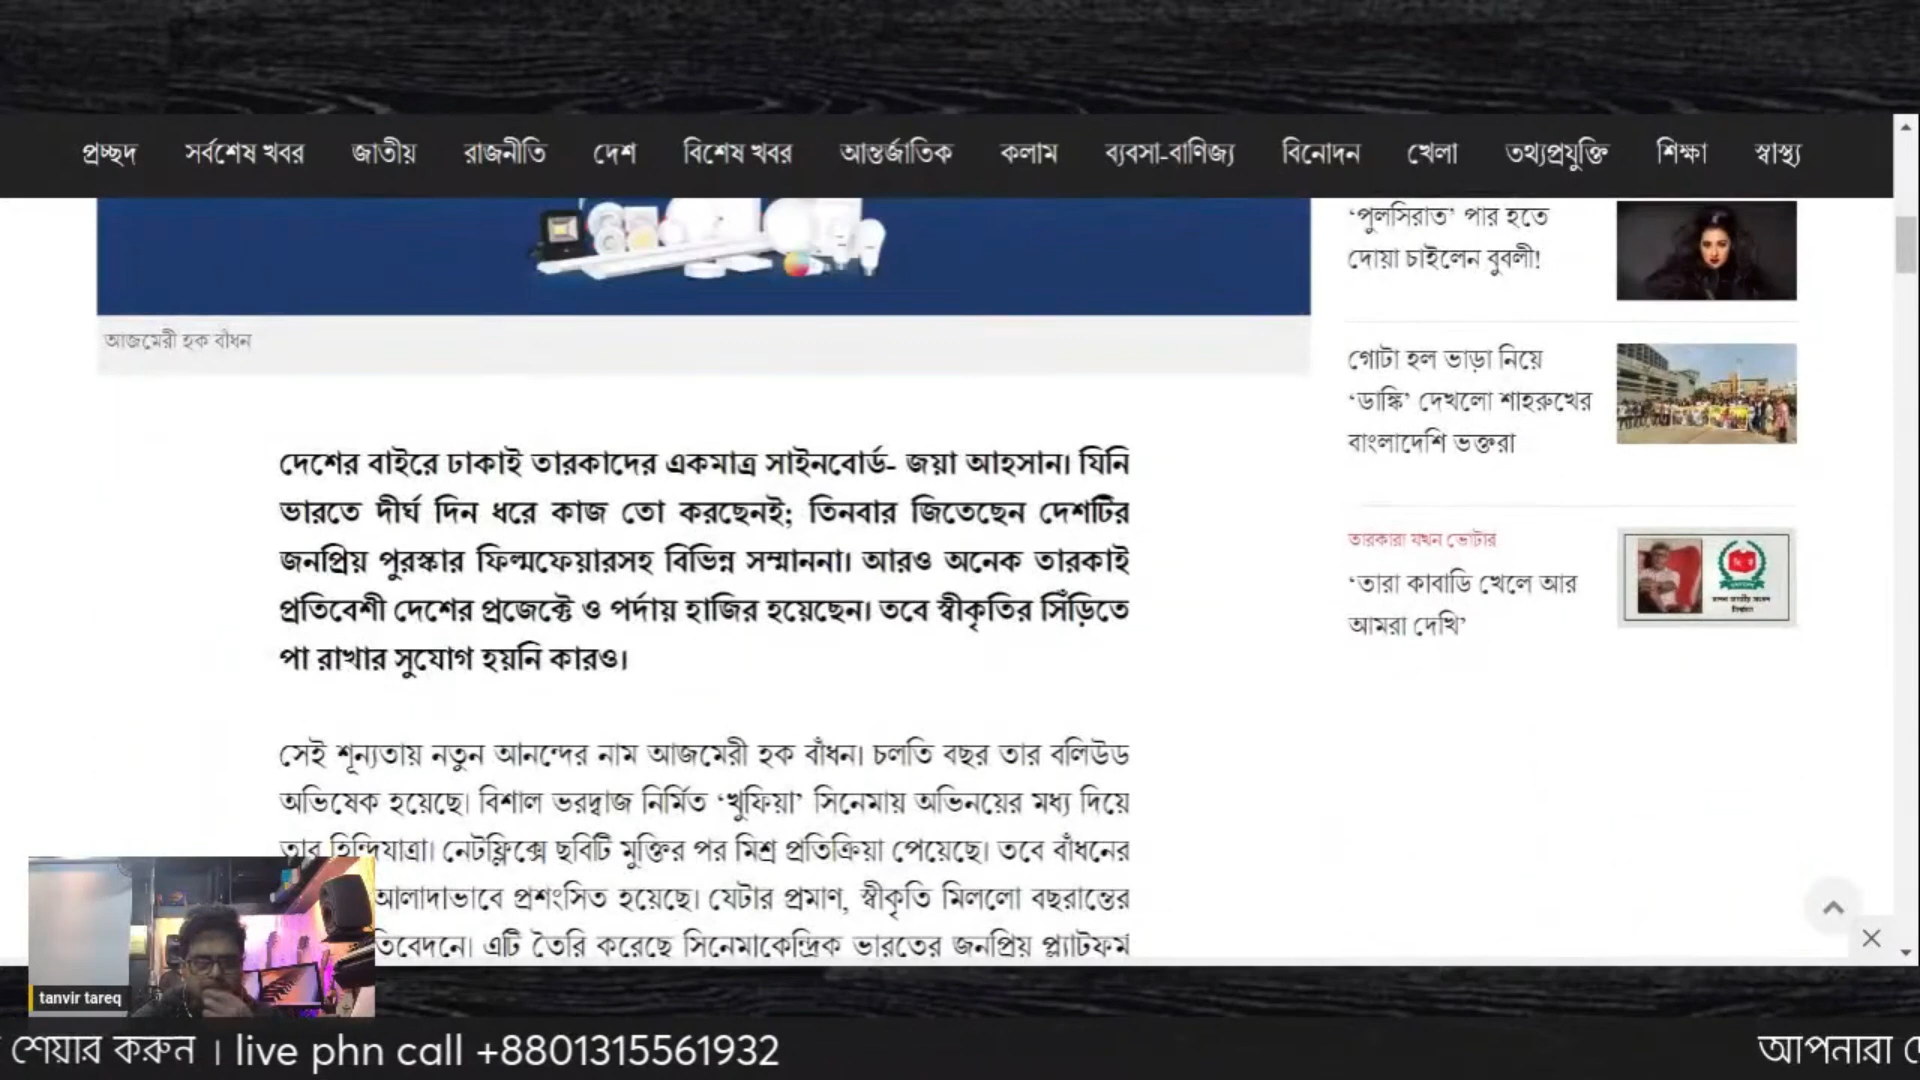 প্রচ্ছদ সর্বশেষ খবর জাতীয় রাজনীতি দেশ বিশেষ খবর আন্তর্জাতিক কলাম ব্যবসা-বাণিজ্য বিনোদন খেলা তথ্যপ্রযুক্তি শিক্ষা স্বাস্থ্য
আজমেরী হক বাঁধন
দেশের বাইরে ঢাকাই তারকাদের একমাত্র সাইনবোর্ড- জয়া আহসান। যিনি
ভারতে দীর্ঘ দিন ধরে কাজ তো করছেনই; তিনবার জিতেছেন দেশটির
জনপ্রিয় পুরস্কার ফিল্মফেয়ারসহ বিভিন্ন সম্মাননা। আরও অনেক তারকাই
প্রতিবেশী দেশের প্রজেক্টে ও পর্দায় হাজির হয়েছেন। তবে স্বীকৃতির সিঁড়িতে
পা রাখার সুযোগ হয়নি কারও।
সেই শূন্যতায় নতুন আনন্দের নাম আজমেরী হক বাঁধন। চলতি বছর তার বলিউড
অভিষেক হয়েছে। বিশাল ভরদ্বাজ নির্মিত ‘খুফিয়া’ সিনেমায় অভিনয়ের মধ্য দিয়ে
তার হিন্দিযাত্রা। নেটফ্লিক্সে ছবিটি মুক্তির পর মিশ্র প্রতিক্রিয়া পেয়েছে। তবে বাঁধনের
আলাদাভাবে প্রশংসিত হয়েছে। যেটার প্রমাণ, স্বীকৃতি মিললো বছরান্তের
তিবেদনে। এটি তৈরি করেছে সিনেমাকেন্দ্রিক ভারতের জনপ্রিয় প্ল্যাটফর্ম
‘পুলসিরাত’ পার হতে
দোয়া চাইলেন বুবলী!
গোটা হল ভাড়া নিয়ে
‘ডাঙ্কি’ দেখলো শাহরুখের
বাংলাদেশি ভক্তরা
তারকারা যখন ভোটার
‘তারা কাবাডি খেলে আর
আমরা দেখি’
tanvir tareq
শেয়ার করুন । live phn call +8801315561932
আপনারা